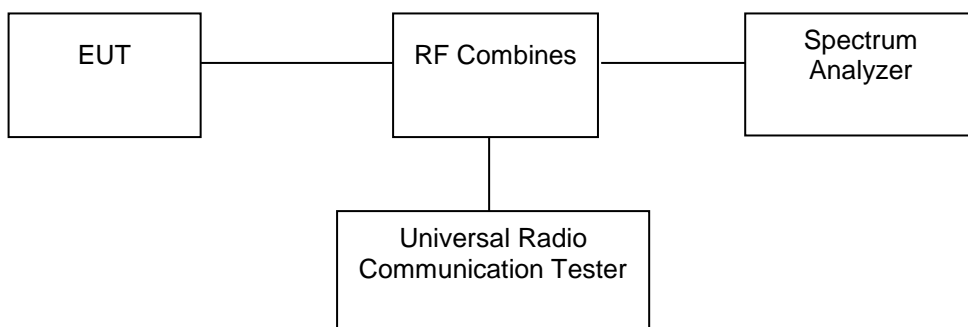 EUT
RF Combines
Spectrum
Analyzer
Universal Radio
Communication Tester